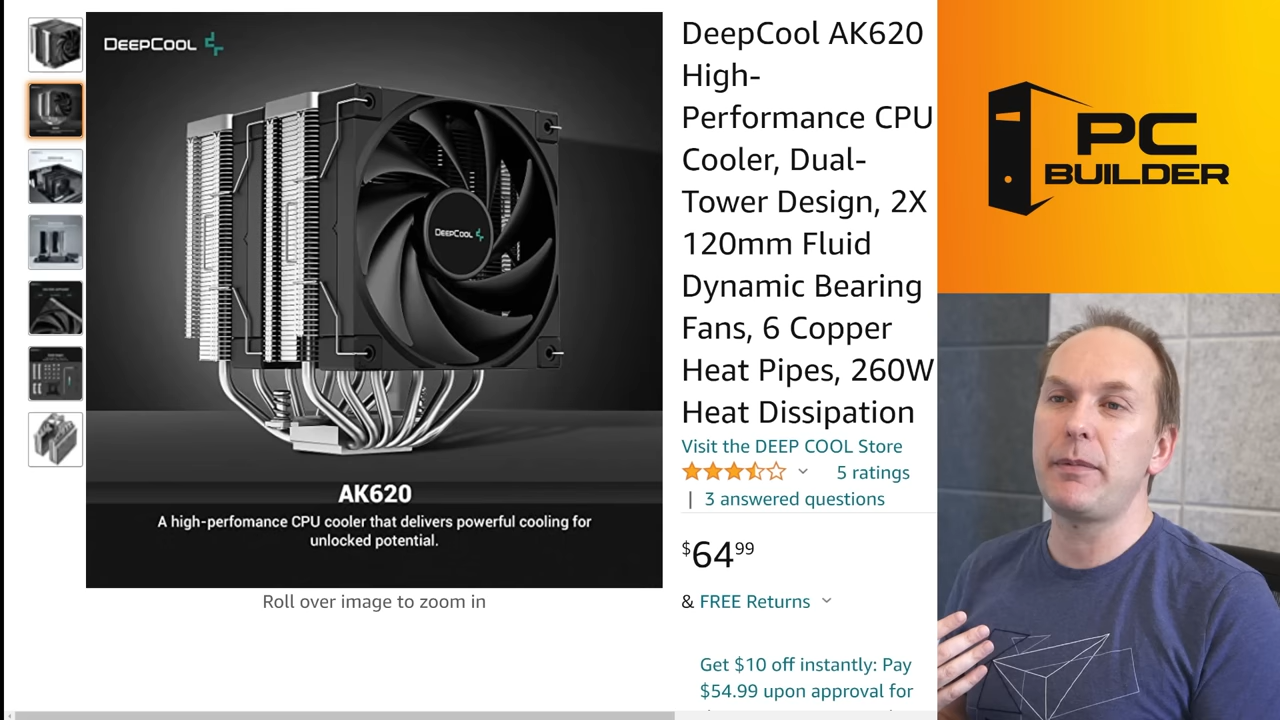 DEEPCOOL
DEEPCOOL
AK620
A high-perfomance CPU cooler that delivers powerful cooling for
unlocked potential.
Roll over image to zoom in
DeepCool AK620
High-
Performance CPU
Cooler, Dual-
Tower Design, 2X
120mm Fluid
Dynamic Bearing
Fans, 6 Copper
Heat Pipes, 260W
Heat Dissipation
Visit the DEEP COOL Store
5 ratings
| 3 answered questions
$64.99
& FREE Returns
Get $10 off instantly: Pay
$54.99 upon approval for
PC
BUILDER